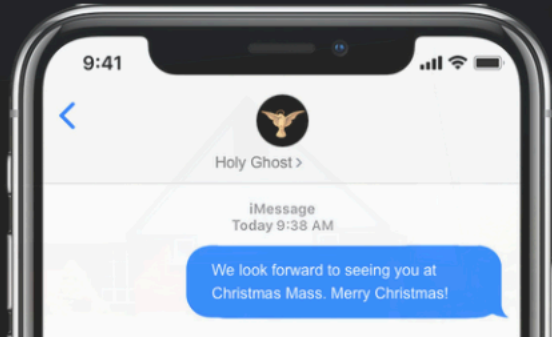 9:41
Holy Ghost >
iMessage
Today 9:38 AM
We look forward to seeing you at
Christmas Mass. Merry Christmas!